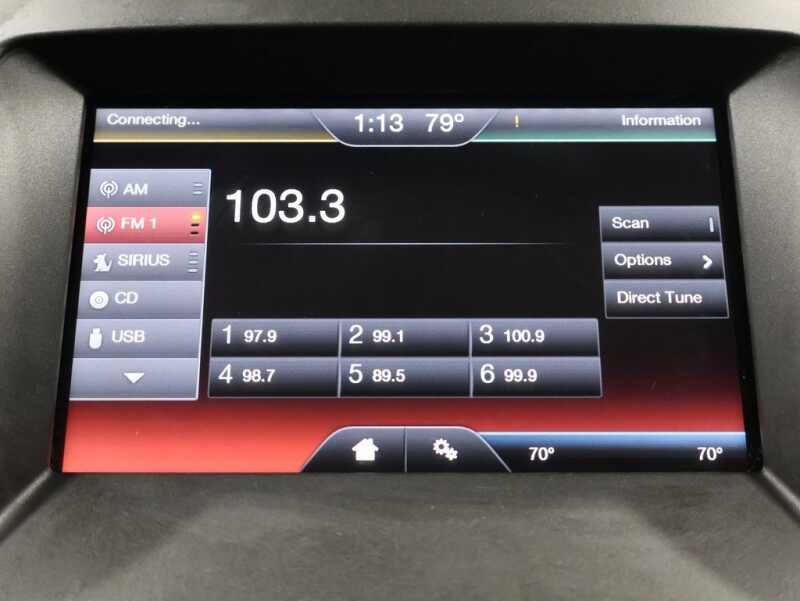 Connecting... 1:13 79° ! Information
AM
FM 1
SIRIUS
CD
USB
103.3
Scan
Options
Direct Tune
1 97.9 2 99.1 3 100.9
4 98.7 5 89.5 6 99.9
70° 70°